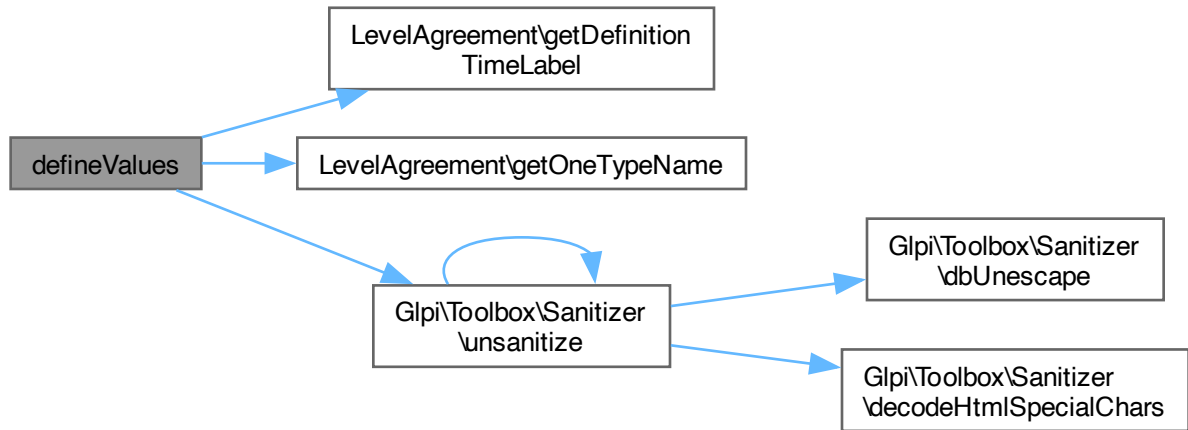 LevelAgreement\getDefinition
TimeLabel
defineValues
LevelAgreement\getOneTypeName
Glpi\Toolbox\Sanitizer
\unsanitize
Glpi\Toolbox\Sanitizer
\dbUnescape
Glpi\Toolbox\Sanitizer
\decodeHtmlSpecialChars